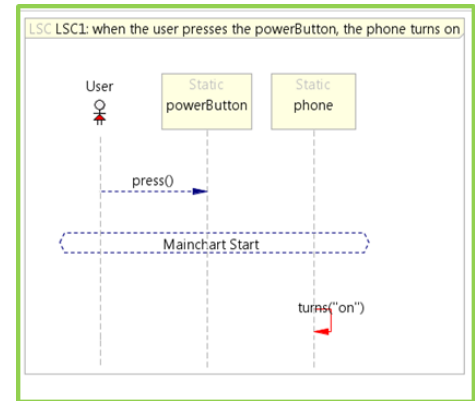 LSC LSC1: when the user presses the powerButton, the phone turns on
User
Static
powerButton
Static
phone
press()
Mainchart Start
turns("on")